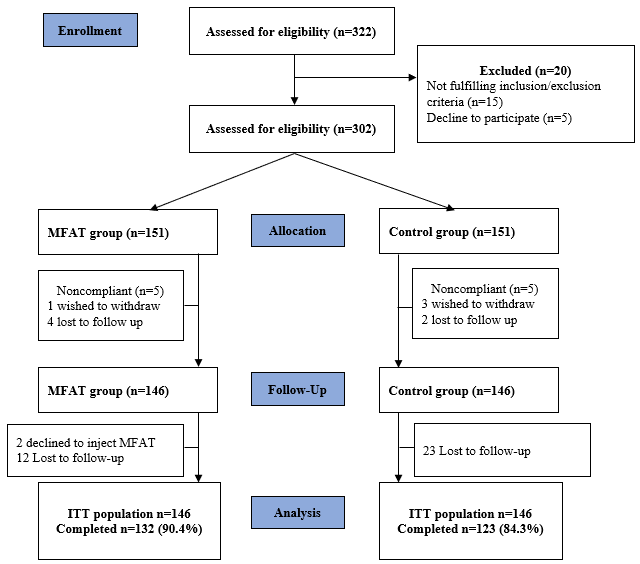 Enrollment
Assessed for eligibility (n=322)
Excluded (n=20)
Not fulfilling inclusion/exclusion
criteria (n=15)
Decline to participate (n=5)
Assessed for eligibility (n=302)
MFAT group (n=151)
Allocation
Control group (n=151)
Noncompliant (n=5)
1 wished to withdraw
4 lost to follow up
Noncompliant (n=5)
3 wished to withdraw
2 lost to follow up
MFAT group (n=146)
Follow-Up
Control group (n=146)
2 declined to inject MFAT
12 Lost to follow-up
23 Lost to follow-up
ITT population n=146
Completed n=132 (90.4%)
Analysis
ITT population n=146
Completed n=123 (84.3%)